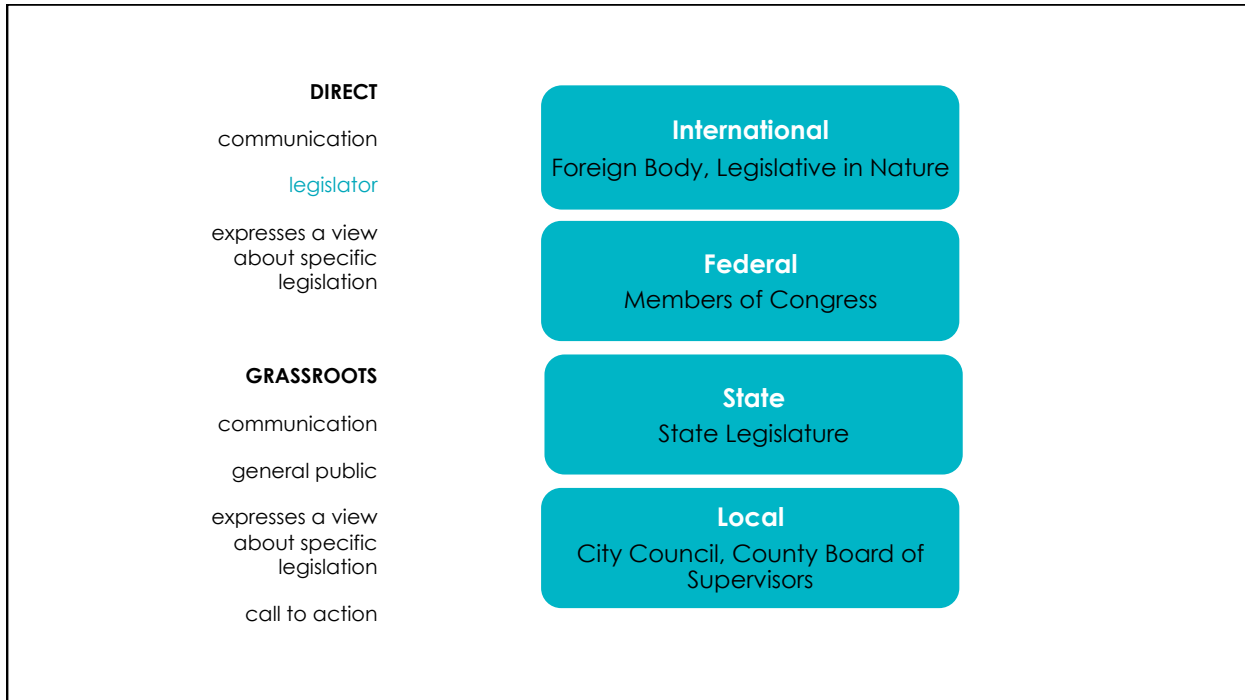 DIRECT
communication
legislator
expresses a view
about specific
legislation
GRASSROOTS
communication
general public
expresses a view
about specific
legislation
call to action
International
Foreign Body, Legislative in Nature
Federal
Members of Congress
State
State Legislature
Local
City Council, County Board of
Supervisors